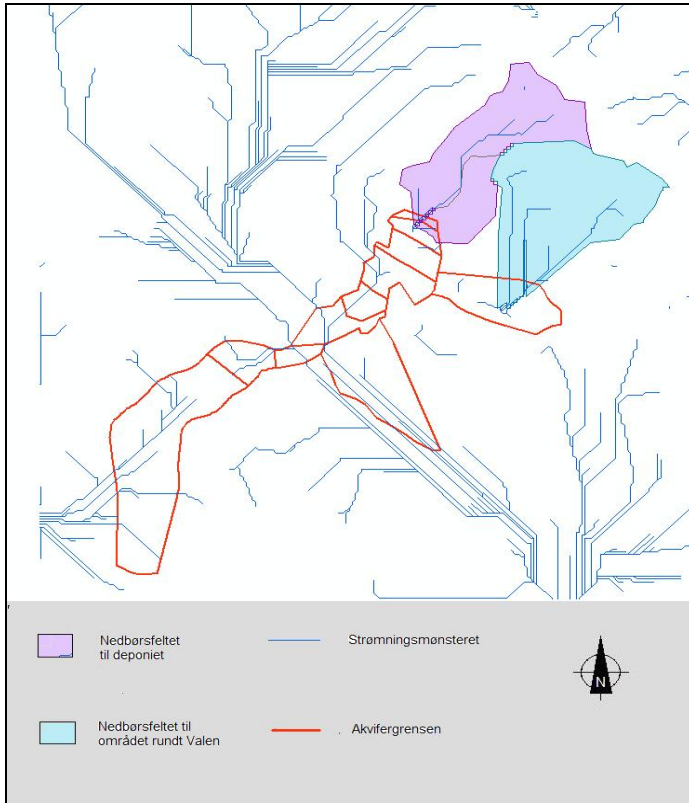 Nedbørsfeltet
til deponiet
Strømningsmønsteret
N
Nedbørsfeltet til
området rundt Valen
Akvifergrensen